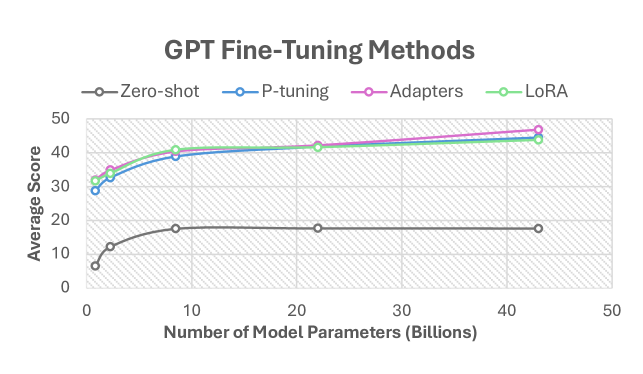 GPT Fine-Tuning Methods
Zero-shot P-tuning Adapters LoRA
50
40
30
20
10
0
Average Score
0 10 20 30 40 50
Number of Model Parameters (Billions)